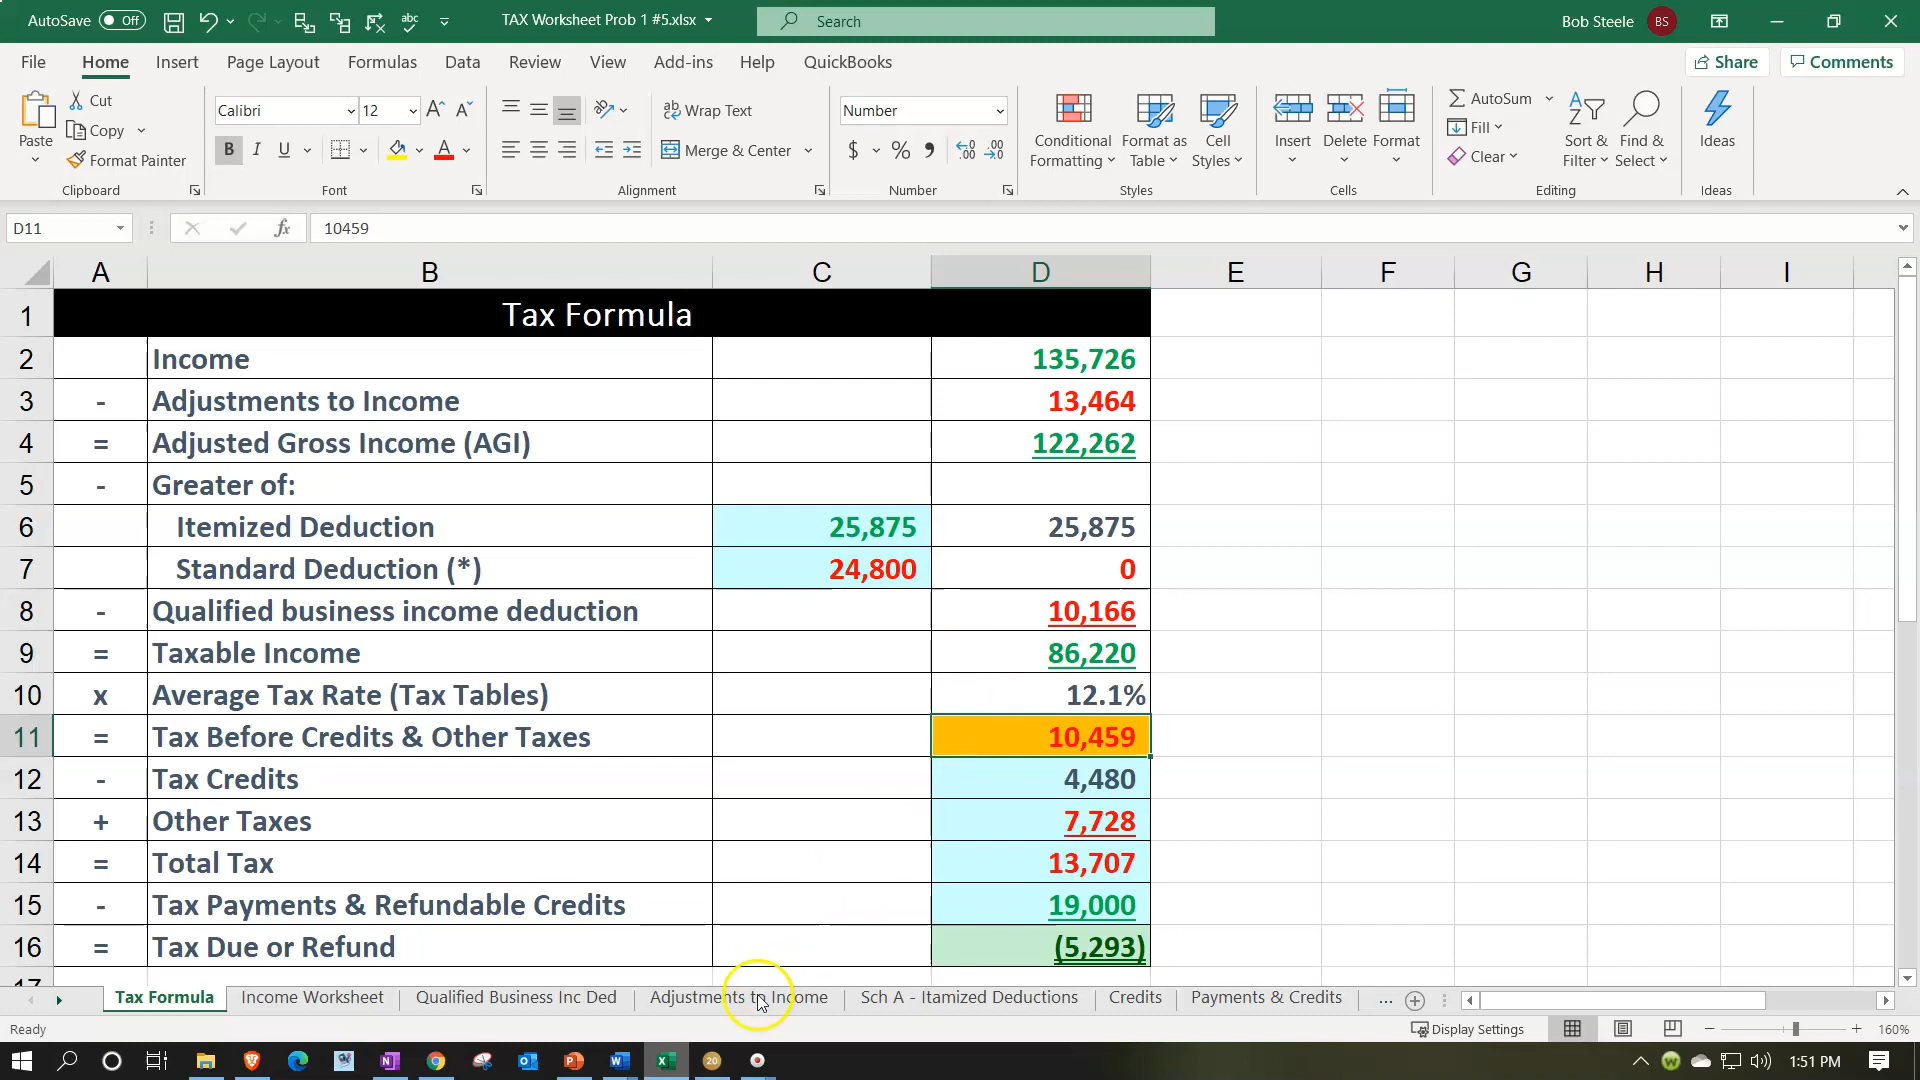 AutoSave Off
TAX Worksheet Prob 1 #5.xlsx
Search
Bob Steele BS
File Home Insert Page Layout Formulas Data Review View Add-ins Help QuickBooks Share Comments
Paste
Cut
Copy
Format Painter
Clipboard
Calibri 12
B I U
Font
Wrap Text
Merge & Center
Alignment
Number
$ %
Number
Conditional Formatting
Format as Table
Cell Styles
Styles
Insert Delete Format
Cells
AutoSum
Fill
Clear
Sort & Filter
Find & Select
Editing
Ideas
Ideas
D11 fx 10459
A B C D E F G H I
1 Tax Formula
2 Income 135,726
3 - Adjustments to Income 13,464
4 = Adjusted Gross Income (AGI) 122,262
5 - Greater of:
6 Itemized Deduction 25,875 25,875
7 Standard Deduction (*) 24,800 0
8 - Qualified business income deduction 10,166
9 = Taxable Income 86,220
10 x Average Tax Rate (Tax Tables) 12.1%
11 = Tax Before Credits & Other Taxes 10,459
12 - Tax Credits 4,480
13 + Other Taxes 7,728
14 = Total Tax 13,707
15 - Tax Payments & Refundable Credits 19,000
16 = Tax Due or Refund (5,293)
17
Tax Formula Income Worksheet Qualified Business Inc Ded Adjustments to Income Sch A - Itamized Deductions Credits Payments & Credits ...
Ready Display Settings 160%
20 1:51 PM